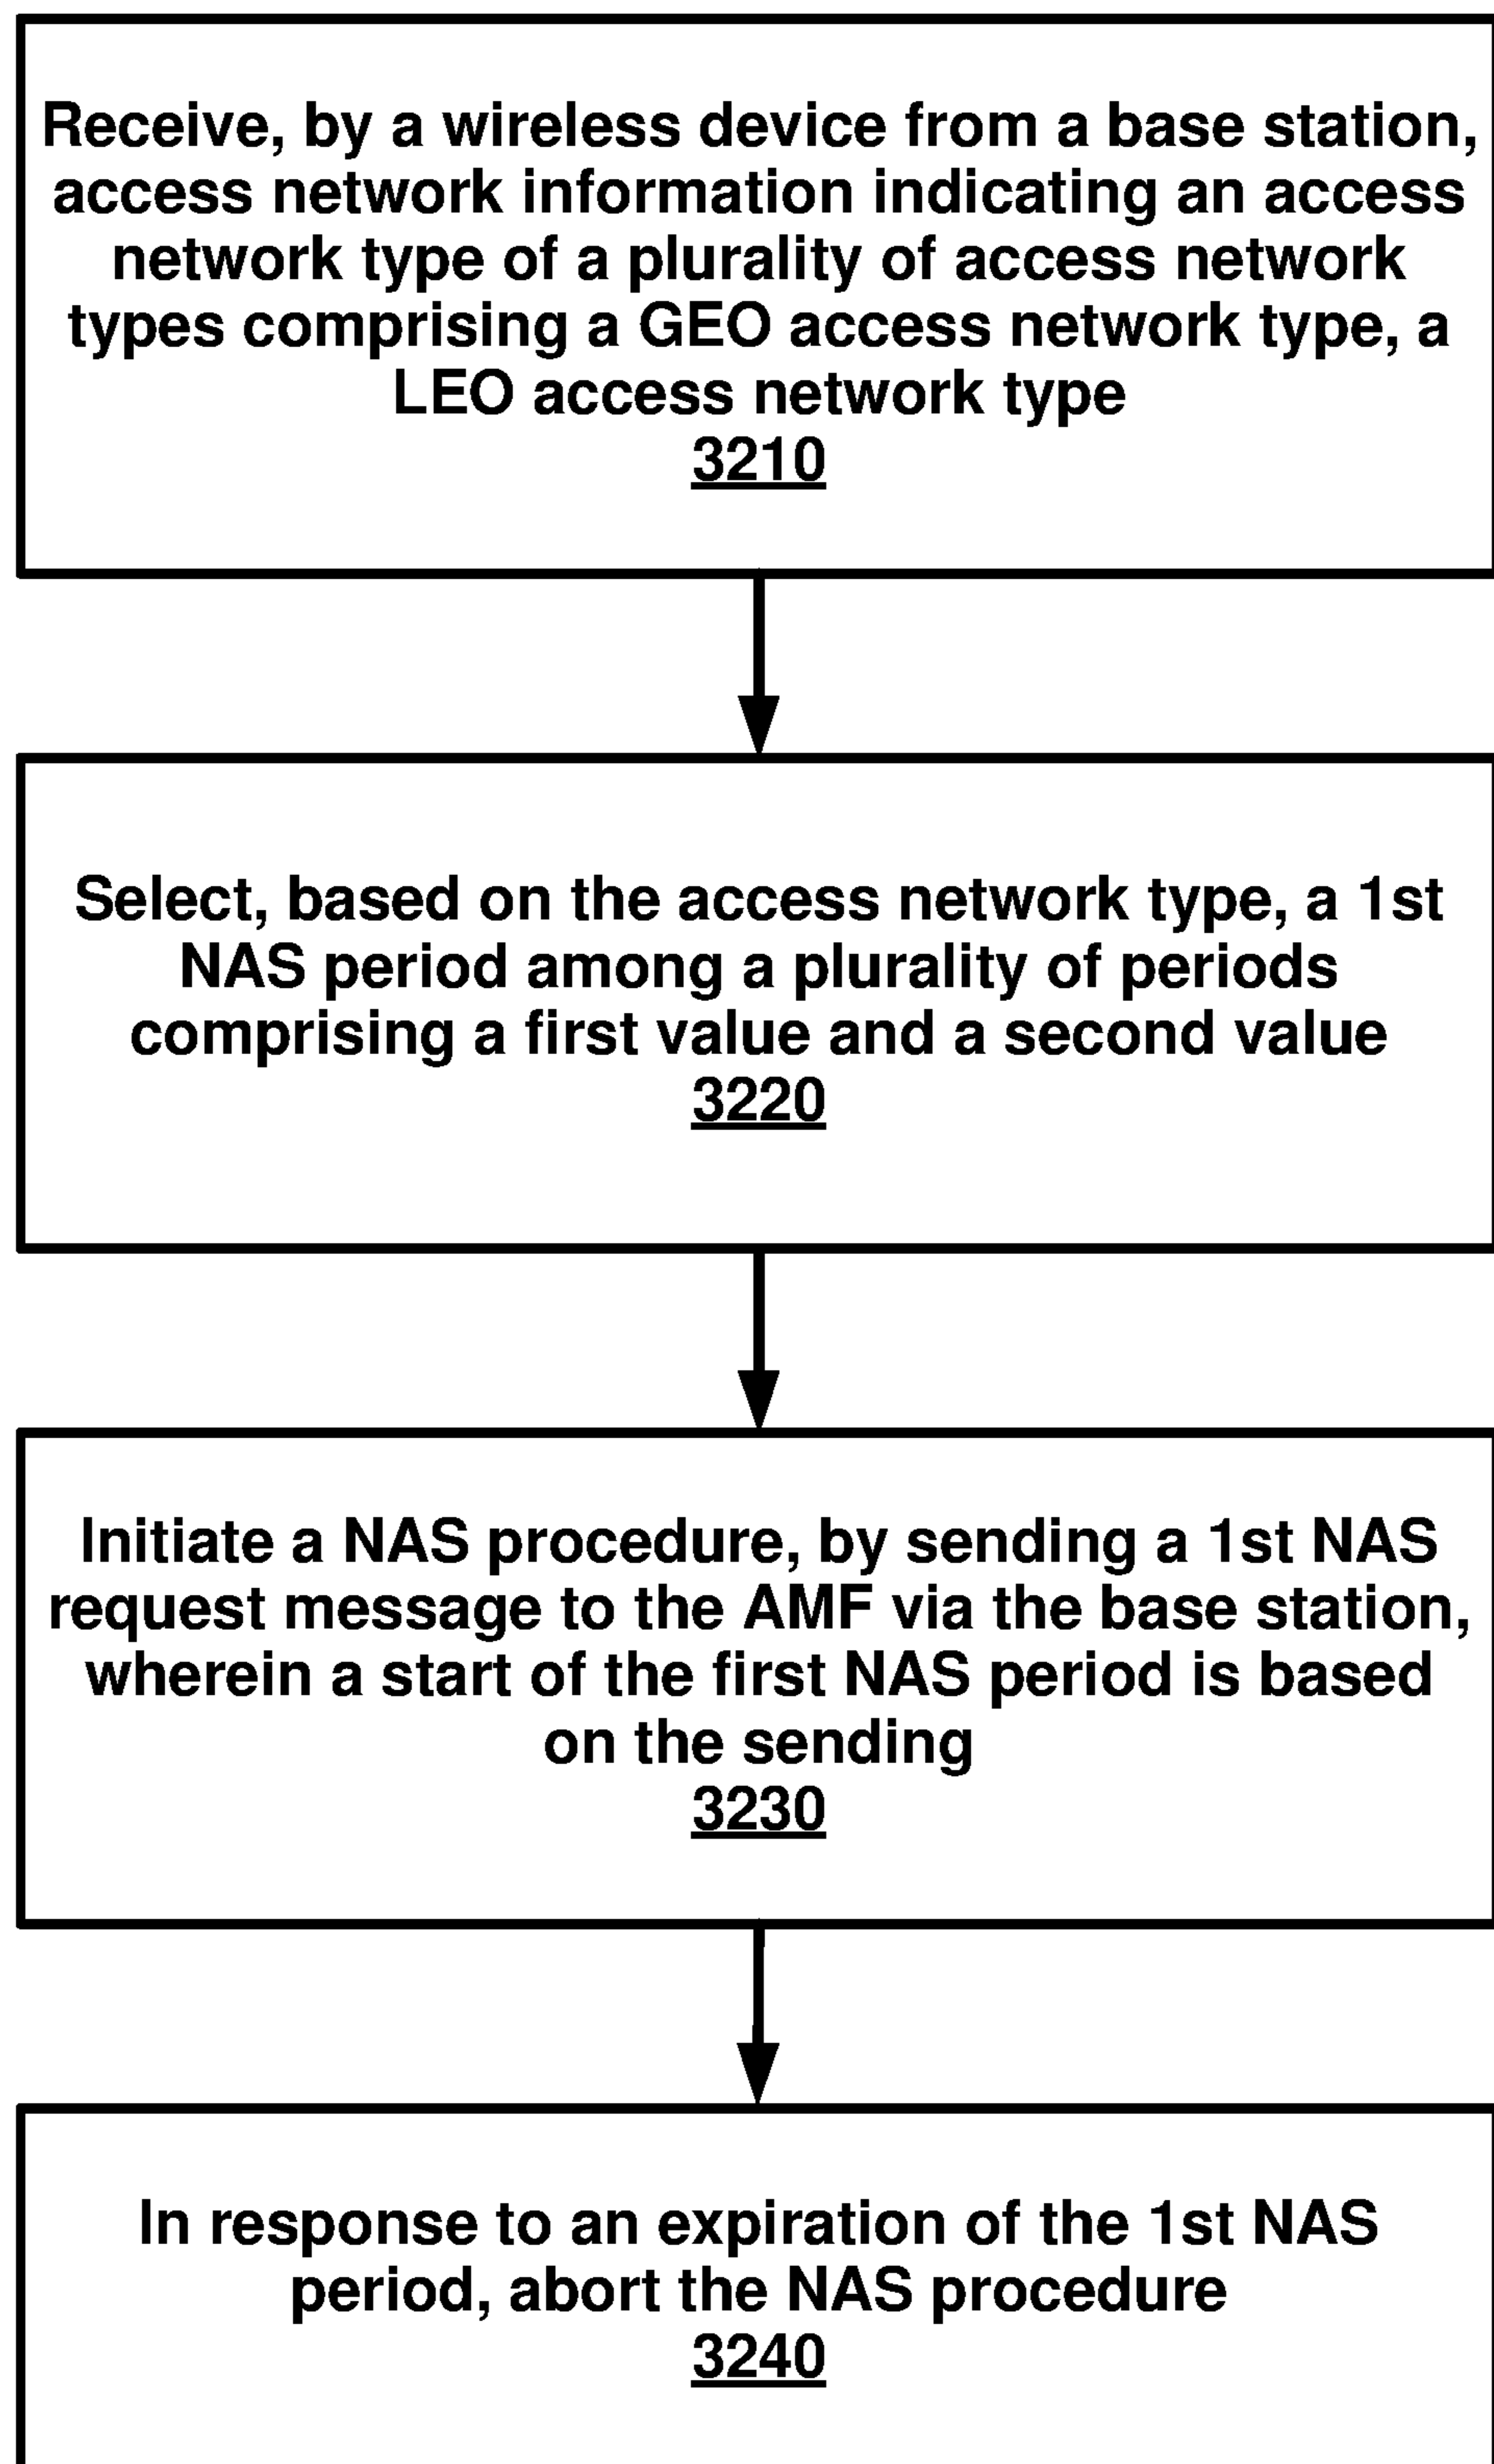 Receive, by a wireless device from a base station,
access network information indicating an access
network type of a plurality of access network
types comprising a GEO access network type, a
LEO access network type
3210
Select, based on the access network type, a 1st
NAS period among a plurality of periods
comprising a first value and a second value
3220
Initiate a NAS procedure, by sending a 1st NAS
request message to the AMF via the base station,
wherein a start of the first NAS period is based
on the sending
3230
In response to an expiration of the 1st NAS
period, abort the NAS procedure
3240